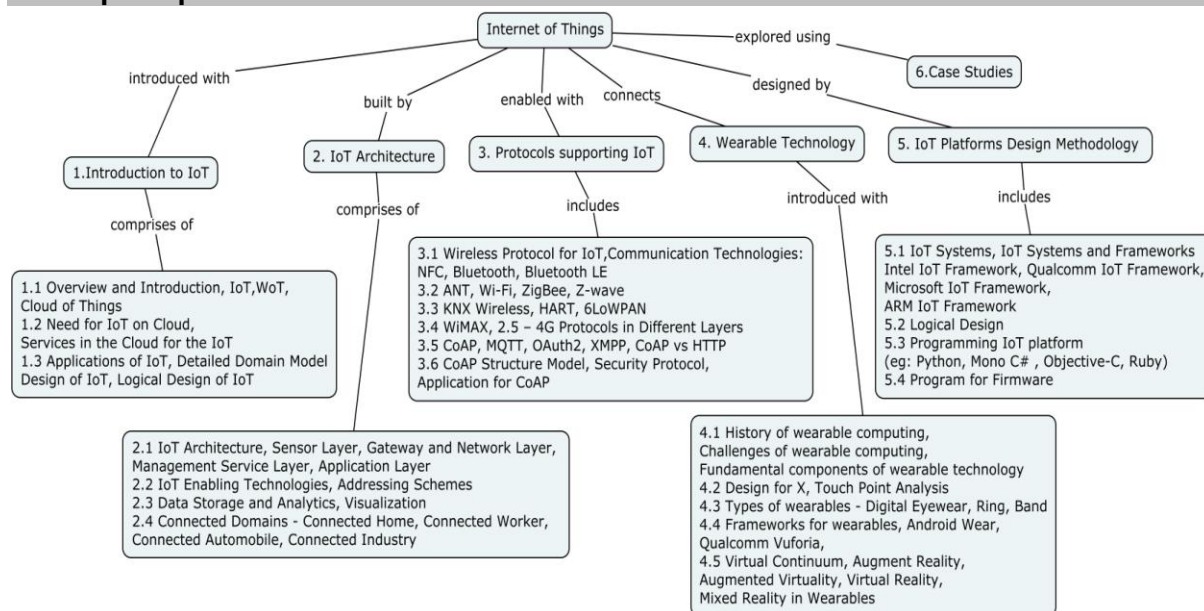 Internet of Things
explored using
6.Case Studies
introduced with
built by
enabled with
connects
designed by
1.Introduction to IoT
2. IoT Architecture
3. Protocols supporting IoT
4. Wearable Technology
5. IoT Platforms Design Methodology
comprises of
comprises of
includes
introduced with
includes
1.1 Overview and Introduction, IoT,WoT,
Cloud of Things
1.2 Need for IoT on Cloud,
Services in the Cloud for the IoT
1.3 Applications of IoT, Detailed Domain Model
Design of IoT, Logical Design of IoT
2.1 IoT Architecture, Sensor Layer, Gateway and Network Layer,
Management Service Layer, Application Layer
2.2 IoT Enabling Technologies, Addressing Schemes
2.3 Data Storage and Analytics, Visualization
2.4 Connected Domains - Connected Home, Connected Worker,
Connected Automobile, Connected Industry
3.1 Wireless Protocol for IoT,Communication Technologies:
NFC, Bluetooth, Bluetooth LE
3.2 ANT, Wi-Fi, ZigBee, Z-wave
3.3 KNX Wireless, HART, 6LoWPAN
3.4 WiMAX, 2.5 – 4G Protocols in Different Layers
3.5 CoAP, MQTT, OAuth2, XMPP, CoAP vs HTTP
3.6 CoAP Structure Model, Security Protocol,
Application for CoAP
4.1 History of wearable computing,
Challenges of wearable computing,
Fundamental components of wearable technology
4.2 Design for X, Touch Point Analysis
4.3 Types of wearables - Digital Eyewear, Ring, Band
4.4 Frameworks for wearables, Android Wear,
Qualcomm Vuforia,
4.5 Virtual Continuum, Augment Reality,
Augmented Virtuality, Virtual Reality,
Mixed Reality in Wearables
5.1 IoT Systems, IoT Systems and Frameworks
Intel IoT Framework, Qualcomm IoT Framework,
Microsoft IoT Framework,
ARM IoT Framework
5.2 Logical Design
5.3 Programming IoT platform
(eg: Python, Mono C# , Objective-C, Ruby)
5.4 Program for Firmware